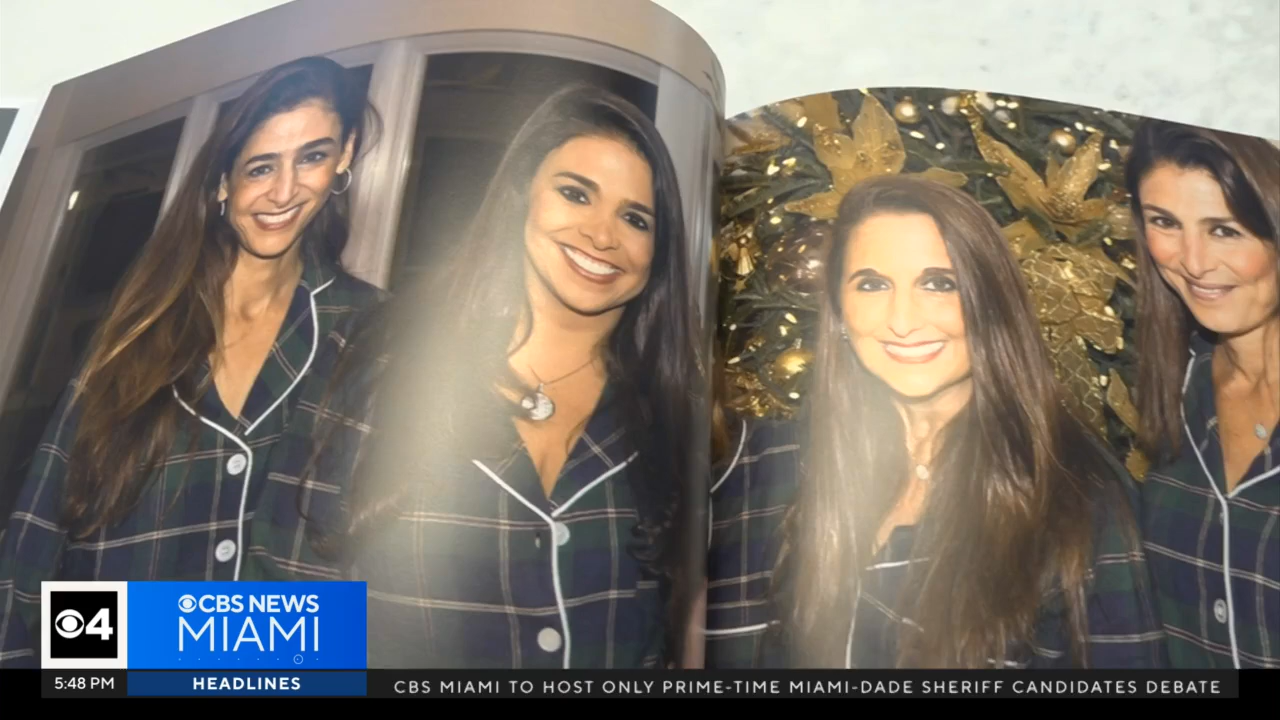 4
CBS NEWS
MIAMI
5:48 PM
HEADLINES
CBS MIAMI TO HOST ONLY PRIME-TIME MIAMI-DADE SHERIFF CANDIDATES DEBATE